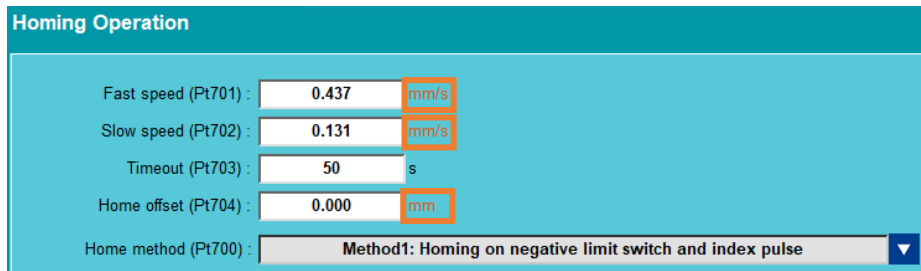 Homing Operation
Fast speed (Pt701) : 0.437 mm/s
Slow speed (Pt702) : 0.131 mm/s
Timeout (Pt703) : 50 s
Home offset (Pt704) : 0.000 mm
Home method (Pt700) : Method1: Homing on negative limit switch and index pulse